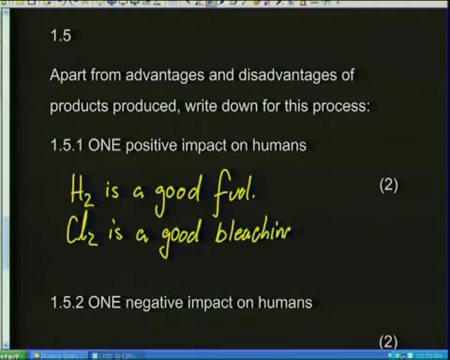 1.5
Apart from advantages and disadvantages of
products produced, write down for this process:
1.5.1 ONE positive impact on humans
H₂ is a good fuel.
(2)
Cl₂ is a good bleachin
1.5.2 ONE negative impact on humans
(2)
start